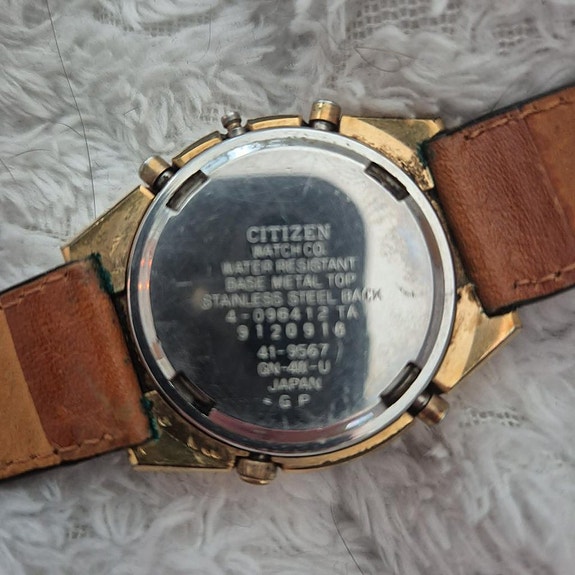 CITIZEN
WATCH CO.
WATER RESISTANT
BASE METAL TOP
STAINLESS STEEL BACK
4-096412 TA
9120916
41-9567
GN-4W-U
JAPAN
GP